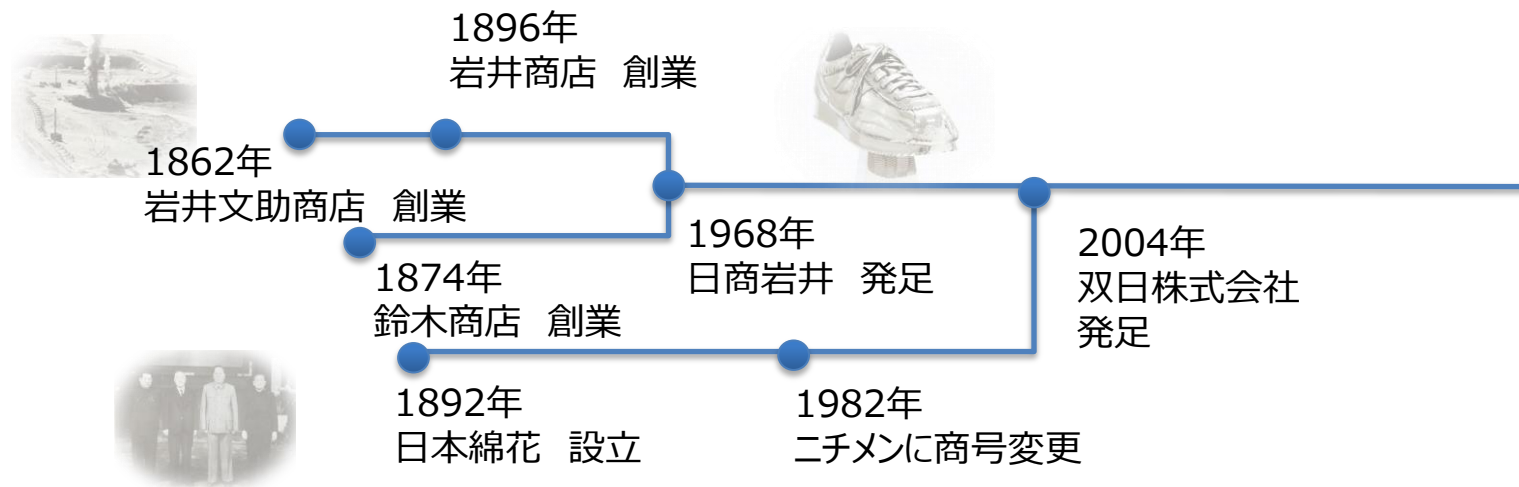 1896年
岩井商店 創業
1862年
岩井文助商店 創業
1874年
鈴木商店 創業
1968年
日商岩井 発足
2004年
双日株式会社
発足
1892年
日本綿花 設立
1982年
ニチメンに商号変更